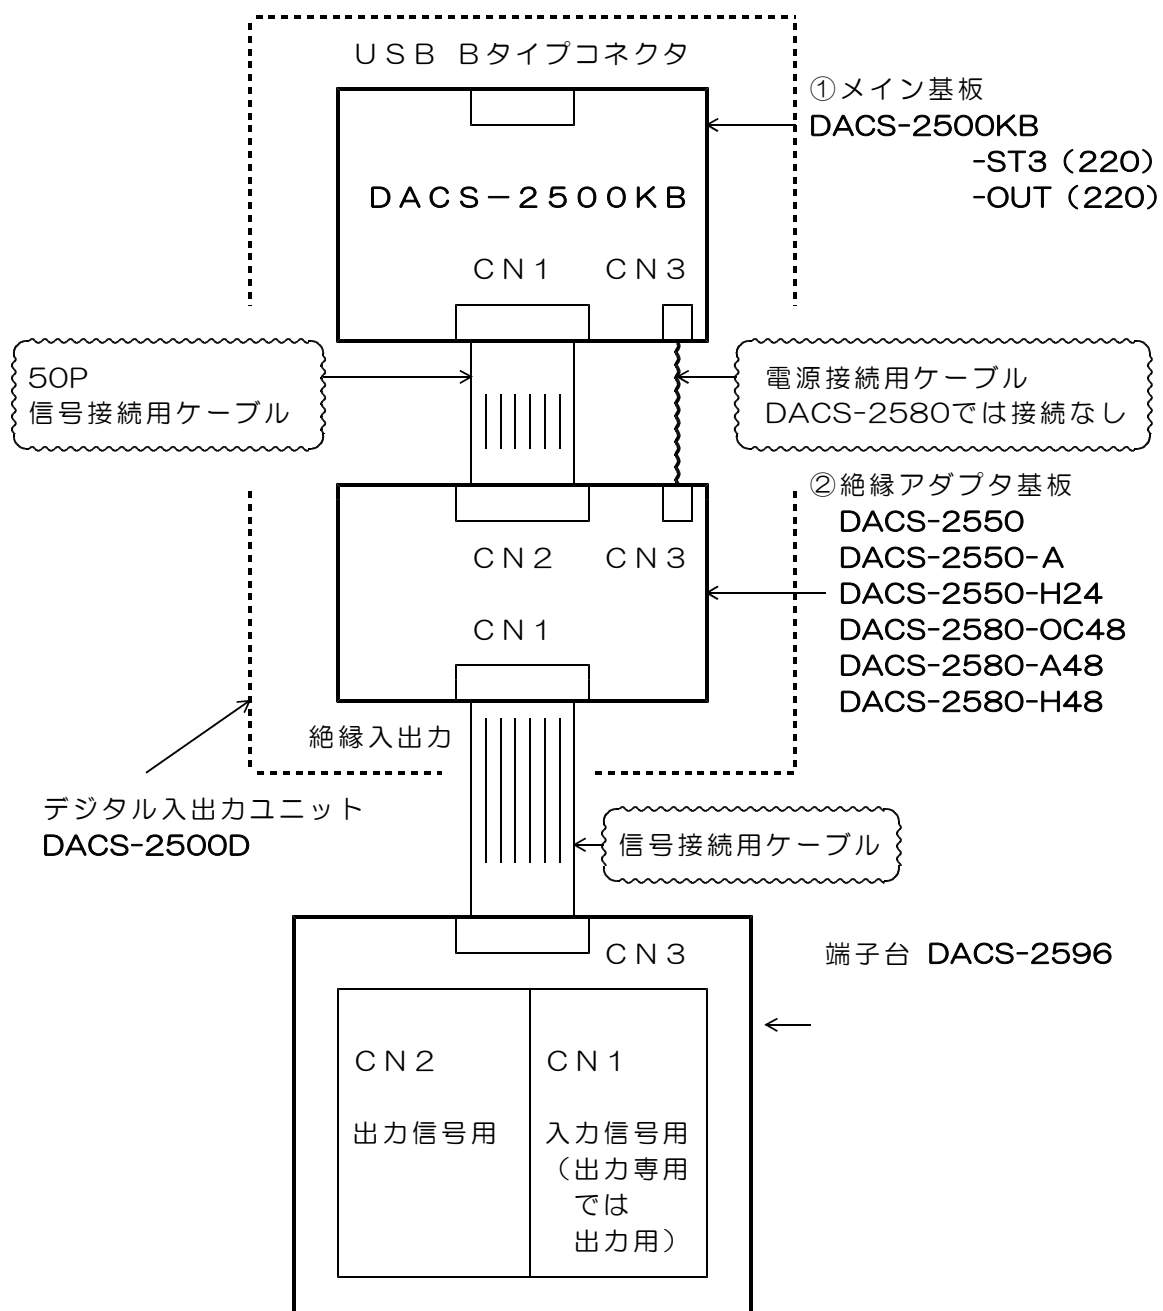 USB Bタイプコネクタ
①メイン基板
DACS-2500KB
-ST3（220）
-OUT（220）
DACS－2500KB
CN1 CN3
50P
信号接続用ケーブル
電源接続用ケーブル
DACS-2580では接続なし
②絶縁アダプタ基板
DACS-2550
DACS-2550-A
DACS-2550-H24
DACS-2580-OC48
DACS-2580-A48
DACS-2580-H48
CN2 CN3
CN1
絶縁入出力
デジタル入出力ユニット
DACS-2500D
信号接続用ケーブル
CN3
端子台 DACS-2596
CN2
出力信号用
CN1
入力信号用
（出力専用
では
出力用）